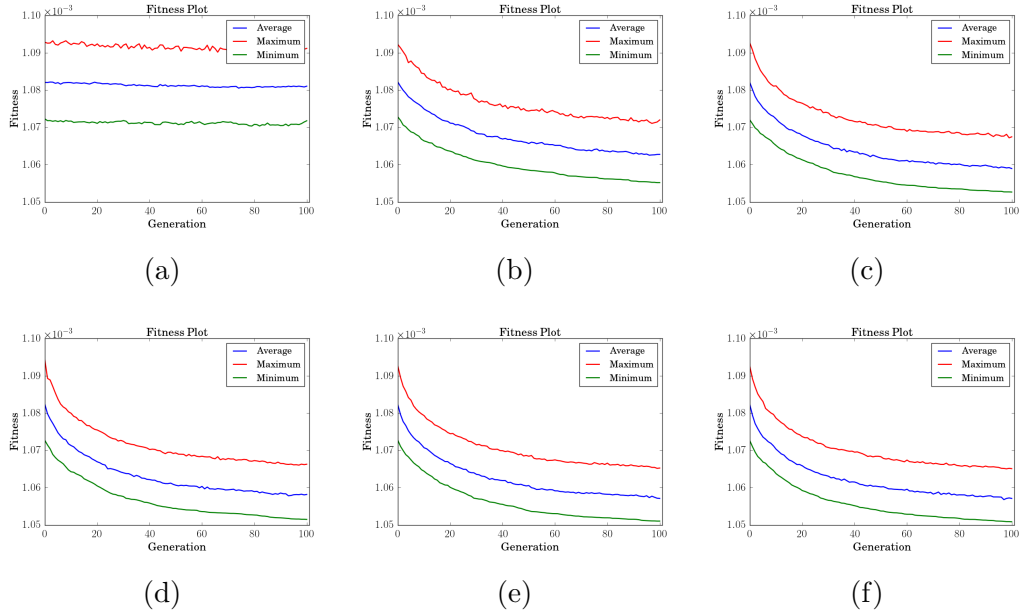 Fitness Plot
×10⁻³
1.10
1.09
1.08
1.07
1.06
1.05
Fitness
0 20 40 60 80 100
Generation
Average
Maximum
Minimum
(a)
Fitness Plot
×10⁻³
1.10
1.09
1.08
1.07
1.06
1.05
Fitness
0 20 40 60 80 100
Generation
Average
Maximum
Minimum
(b)
Fitness Plot
×10⁻³
1.10
1.09
1.08
1.07
1.06
1.05
Fitness
0 20 40 60 80 100
Generation
Average
Maximum
Minimum
(c)
Fitness Plot
×10⁻³
1.10
1.09
1.08
1.07
1.06
1.05
Fitness
0 20 40 60 80 100
Generation
Average
Maximum
Minimum
(d)
Fitness Plot
×10⁻³
1.10
1.09
1.08
1.07
1.06
1.05
Fitness
0 20 40 60 80 100
Generation
Average
Maximum
Minimum
(e)
Fitness Plot
×10⁻³
1.10
1.09
1.08
1.07
1.06
1.05
Fitness
0 20 40 60 80 100
Generation
Average
Maximum
Minimum
(f)